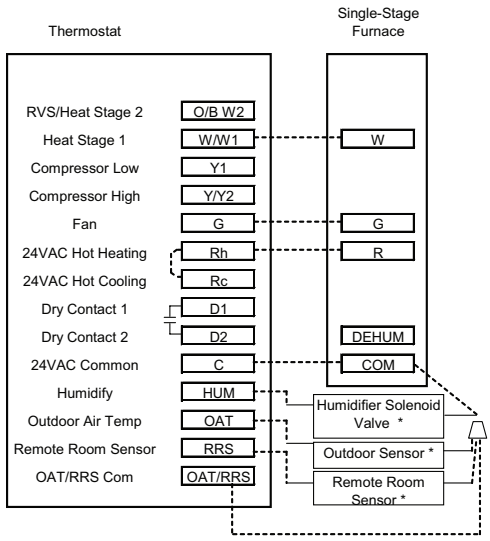 Thermostat
Single-Stage
Furnace
RVS/Heat Stage 2 O/B W2
Heat Stage 1 W/W1 W
Compressor Low Y1
Compressor High Y/Y2
Fan G G
24VAC Hot Heating Rh R
24VAC Hot Cooling Rc
Dry Contact 1 D1
Dry Contact 2 D2 DEHUM
24VAC Common C COM
Humidify HUM
Humidifier Solenoid
Valve *
Outdoor Air Temp OAT
Outdoor Sensor *
Remote Room Sensor RRS
Remote Room
Sensor *
OAT/RRS Com OAT/RRS